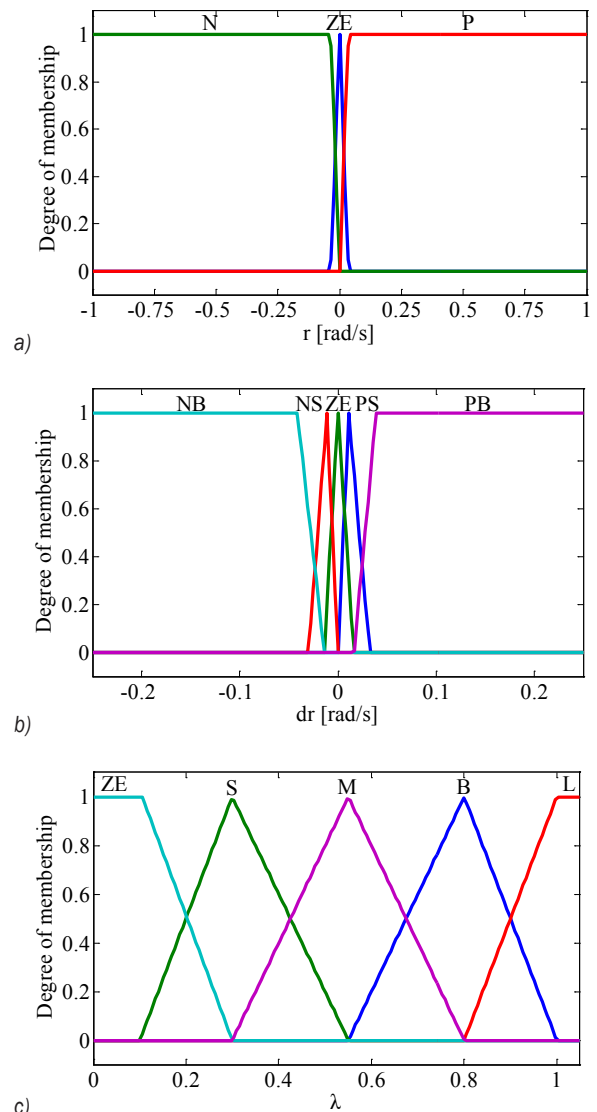 N ZE P
1
0.8
0.6
0.4
0.2
0
Degree of membership
-1 -0.75 -0.5 -0.25 0 0.25 0.5 0.75 1
r [rad/s]
a)
NB NS ZE PS PB
1
0.8
0.6
0.4
0.2
0
Degree of membership
-0.2 -0.1 0 0.1 0.2
dr [rad/s]
b)
ZE S M B L
1
0.8
0.6
0.4
0.2
0
Degree of membership
0 0.2 0.4 0.6 0.8 1
λ
c)